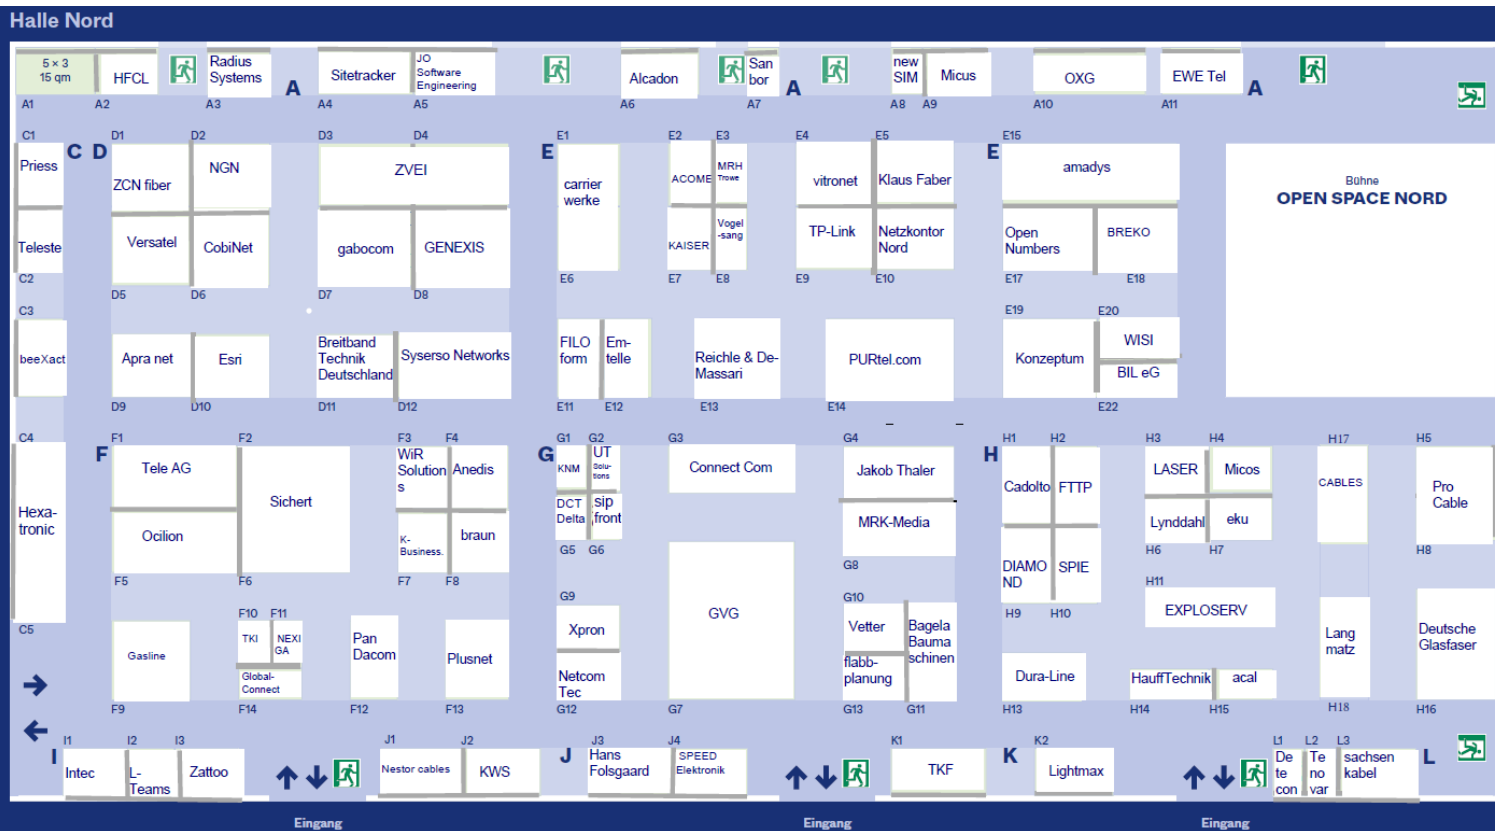 Halle Nord
5 × 3
15 qm
HFCL
Radius
Systems
A
Sitetracker
JO
Software
Engineering
Alcadon
San
bor
A
new
SIM
Micus
OXG
EWE Tel
A
A1
A2
A3
A4
A5
A6
A7
A8
A9
A10
A11
C1
D1
D2
D3
D4
E1
E2
E3
E4
E5
E15
Priess
C
D
ZCN fiber
NGN
ZVEI
E
carrier
werke
ACOME
MRH
Trowe
vitronet
Klaus Faber
E
amadys
Bühne
OPEN SPACE NORD
Teleste
Versatel
CobiNet
gabocom
GENEXIS
KAISER
Vogel
-sang
TP-Link
Netzkontor
Nord
Open
Numbers
BREKO
C2
D5
D6
D7
D8
E6
E7
E8
E9
E10
E17
E18
C3
E19
E20
beeXact
Apra net
Esri
Breitband
Technik
Deutschland
Syserso Networks
FILO
form
Em-
telle
Reichle & De-
Massari
PURtel.com
Konzeptum
WISI
BIL eG
D9
D10
D11
D12
E11
E12
E13
E14
E22
C4
F1
F2
F3
F4
G1
G2
G3
G4
H1
H2
H3
H4
H17
H5
F
Tele AG
Sichert
WiR
Solution
s
Anedis
G
KNM
UT
Solu-
tions
Connect Com
Jakob Thaler
H
Cadolto
FTTP
LASER
Micos
CABLES
Pro
Cable
Hexa-
tronic
Ocilion
K-
Business.
braun
DCT
Delta
sip
front
MRK-Media
Lynddahl
eku
DIAMO
ND
SPIE
F5
F6
F7
F8
G5
G6
G8
H6
H7
H8
H11
G9
G10
H9
H10
F10
F11
EXPLOSERV
C5
Gasline
TKI
NEXI
GA
Global-
Connect
Pan
Dacom
Plusnet
Xpron
Netcom
Tec
GVG
Vetter
flabb-
planung
Bagela
Bauma
schinen
Dura-Line
HauffTechnik
acal
Lang
matz
Deutsche
Glasfaser
F9
F14
F12
F13
G12
G7
G13
G11
H13
H14
H15
H18
H16
I1
I2
I3
J1
J2
J3
J4
K1
K2
L1
L2
L3
I
Intec
L-
Teams
Zattoo
Nestor cables
KWS
J
Hans
Folsgaard
SPEED
Elektronik
TKF
K
Lightmax
De
te
con
Te
no
var
sachsen
kabel
L
Eingang
Eingang
Eingang